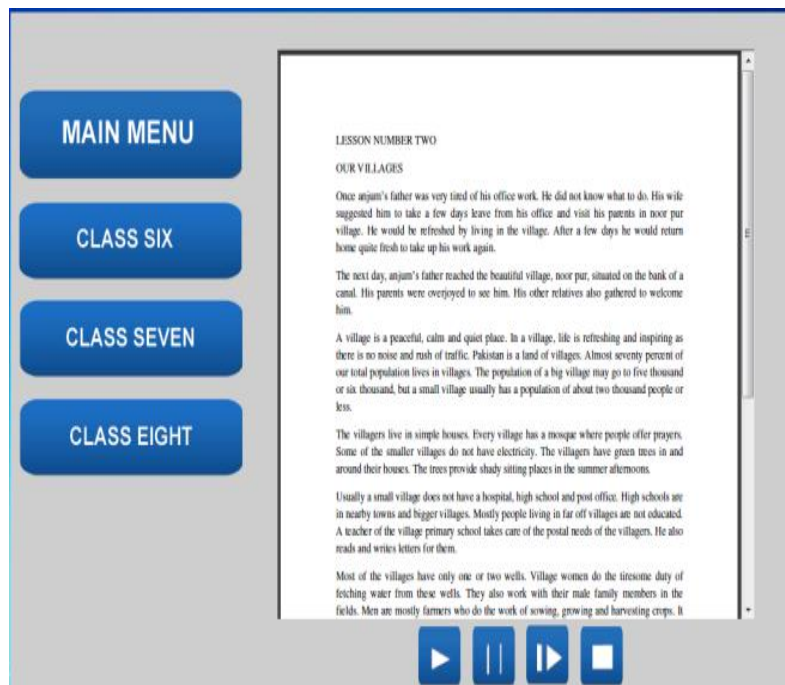 MAIN MENU
CLASS SIX
CLASS SEVEN
CLASS EIGHT
LESSON NUMBER TWO
OUR VILLAGES
Once anjum's father was very tired of his office work. He did not know what to do. His wife
suggested him to take a few days leave from his office and visit his parents in noor pur
village. He would be refreshed by living in the village. After a few days he would return
home quite fresh to take up his work again.
The next day, anjum's father reached the beautiful village, noor pur, situated on the bank of a
canal. His parents were overjoyed to see him. His other relatives also gathered to welcome
him.
A village is a peaceful, calm and quiet place. In a village, life is refreshing and inspiring as
there is no noise and rush of traffic. Pakistan is a land of villages. Almost seventy percent of
our total population lives in villages. The population of a big village may go to five thousand
or six thousand, but a small village usually has a population of about two thousand people or
less.
The villagers live in simple houses. Every village has a mosque where people offer prayers.
Some of the smaller villages do not have electricity. The villagers have green trees in and
around their houses. The trees provide shady sitting places in the summer afternoons.
Usually a small village does not have a hospital, high school and post office. High schools are
in nearby towns and bigger villages. Mostly people living in far off villages are not educated.
A teacher of the village primary school takes care of the postal needs of the villagers. He also
reads and writes letters for them.
Most of the villages have only one or two wells. Village women do the tiresome duty of
fetching water from these wells. They also work with their male family members in the
fields. Men are mostly farmers who do the work of sowing, growing and harvesting crops. It